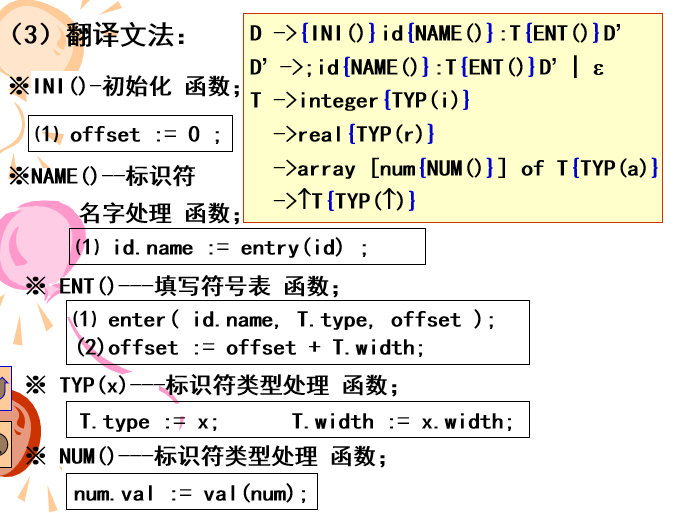 （3）翻译文法：
D ->{INI()}id{NAME()}:T{ENT()}D’
D’ ->;id{NAME()}:T{ENT()}D’ | ε
T ->integer{TYP(i)}
->real{TYP(r)}
->array [num{NUM()}] of T{TYP(a)}
->↑T{TYP(↑)}
※INI()-初始化 函数;
⑴ offset := 0 ;
※NAME()--标识符
名字处理 函数;
⑴ id.name := entry(id) ;
※ ENT()---填写符号表 函数;
⑴ enter( id.name, T.type, offset );
⑵offset := offset + T.width;
※ TYP(x)---标识符类型处理 函数;
T.type := x; T.width := x.width;
※ NUM()---标识符类型处理 函数;
num.val := val(num);